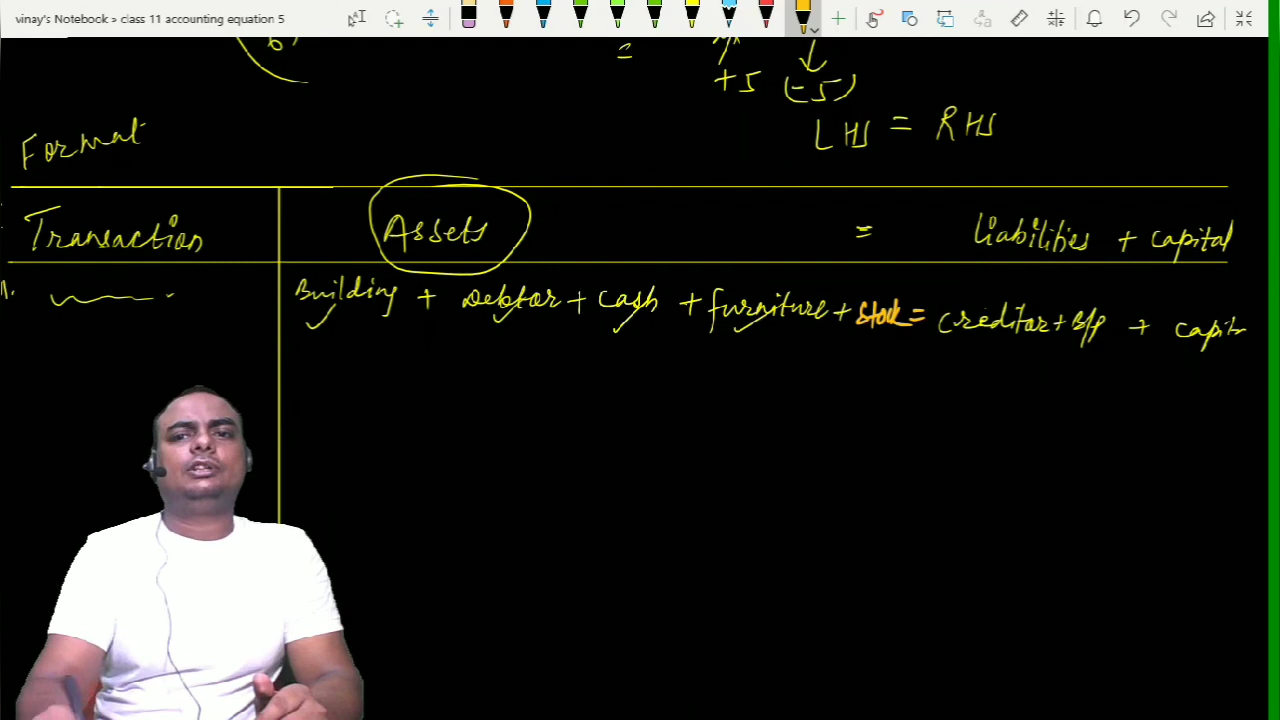 vinay's Notebook > class 11 accounting equation 5
=
+5 (-5)
LHS = RHS
Format
Transaction Assets = liabilities + capital
1. Building + Debtor + cash + furniture + stock = creditor + B/P + capit